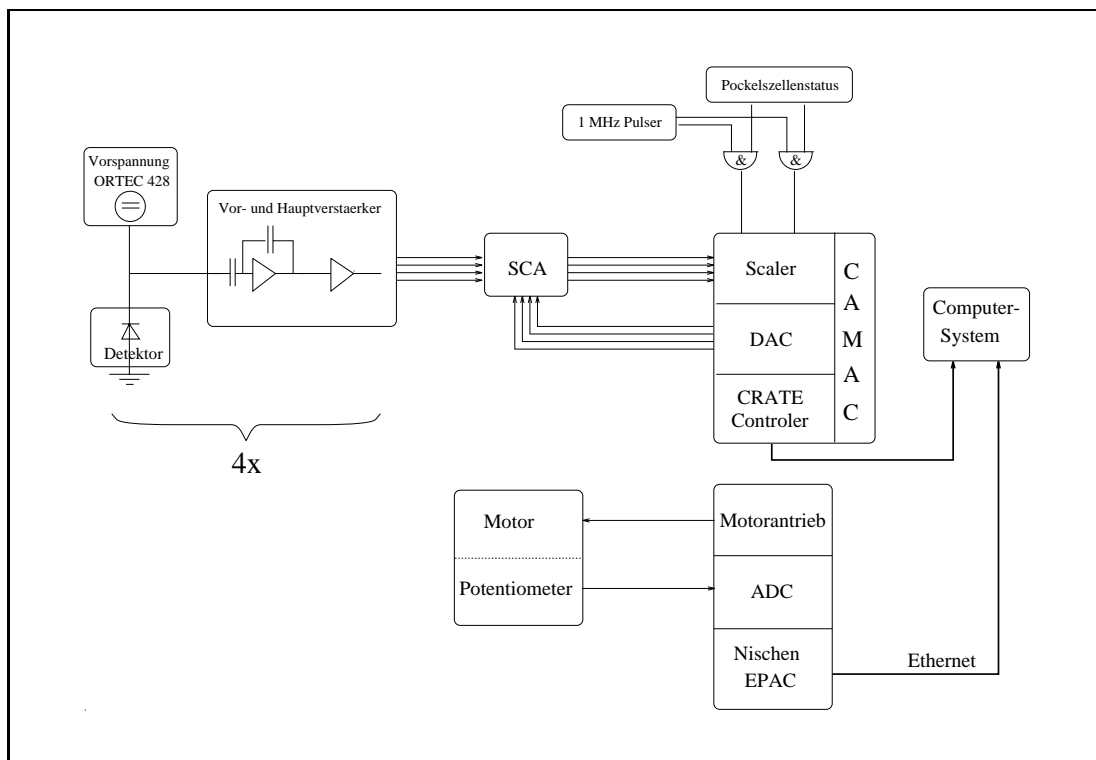 Pockelszellenstatus
1 MHz Pulser
&
&
Vorspannung
ORTEC 428
Vor- und Hauptverstaerker
SCA
Scaler
DAC
CRATE
Controler
C
A
M
A
C
Computer-
System
Detektor
4x
Motor
Potentiometer
Motorantrieb
ADC
Nischen
EPAC
Ethernet